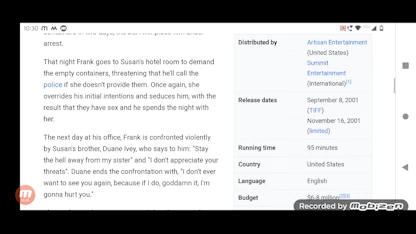 10:30
arrest.
That night Frank goes to Susan's hotel room to demand
the empty containers, threatening that he'll call the
police if she doesn't provide them. Once again, she
overrides his initial intentions and seduces him, with the
result that they have sex and he spends the night with
her.
The next day at his office, Frank is confronted violently
by Susan's brother, Duane Ivey, who says to him: "Stay
the hell away from my sister" and "I don't appreciate your
threats". Duane ends the confrontation with, "I don't ever
want to see you again, because if I do, goddamn it, I'm
gonna hurt you."
Distributed by
Artisan Entertainment
(United States)
Summit
Entertainment
(International)[1]
Release dates
September 8, 2001
(TIFF)
November 16, 2001
(limited)
Running time
95 minutes
Country
United States
Language
English
Budget
Recorded by
MOBIZEN